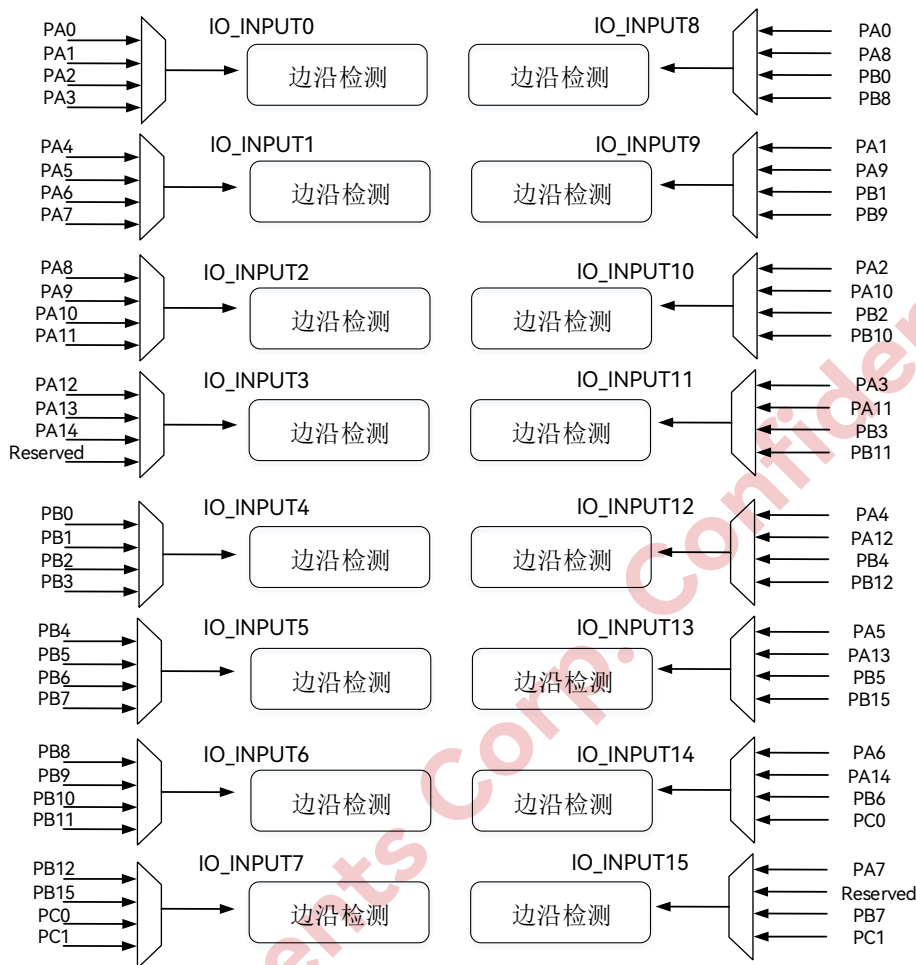 PA0
PA1
PA2
PA3
IO_INPUT0
边沿检测
IO_INPUT8
边沿检测
PA0
PA8
PB0
PB8
PA4
PA5
PA6
PA7
IO_INPUT1
边沿检测
IO_INPUT9
边沿检测
PA1
PA9
PB1
PB9
PA8
PA9
PA10
PA11
IO_INPUT2
边沿检测
IO_INPUT10
边沿检测
PA2
PA10
PB2
PB10
PA12
PA13
PA14
Reserved
IO_INPUT3
边沿检测
IO_INPUT11
边沿检测
PA3
PA11
PB3
PB11
PB0
PB1
PB2
PB3
IO_INPUT4
边沿检测
IO_INPUT12
边沿检测
PA4
PA12
PB4
PB12
PB4
PB5
PB6
PB7
IO_INPUT5
边沿检测
IO_INPUT13
边沿检测
PA5
PA13
PB5
PB15
PB8
PB9
PB10
PB11
IO_INPUT6
边沿检测
IO_INPUT14
边沿检测
PA6
PA14
PB6
PC0
PB12
PB15
PC0
PC1
IO_INPUT7
边沿检测
IO_INPUT15
边沿检测
PA7
Reserved
PB7
PC1
Corp.